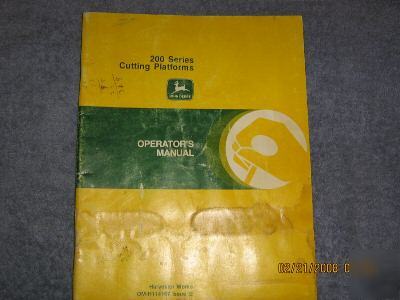 200 Series
Cutting Platforms
JOHN DEERE
OPERATOR'S
MANUAL
Harvester Works
02/21/2008